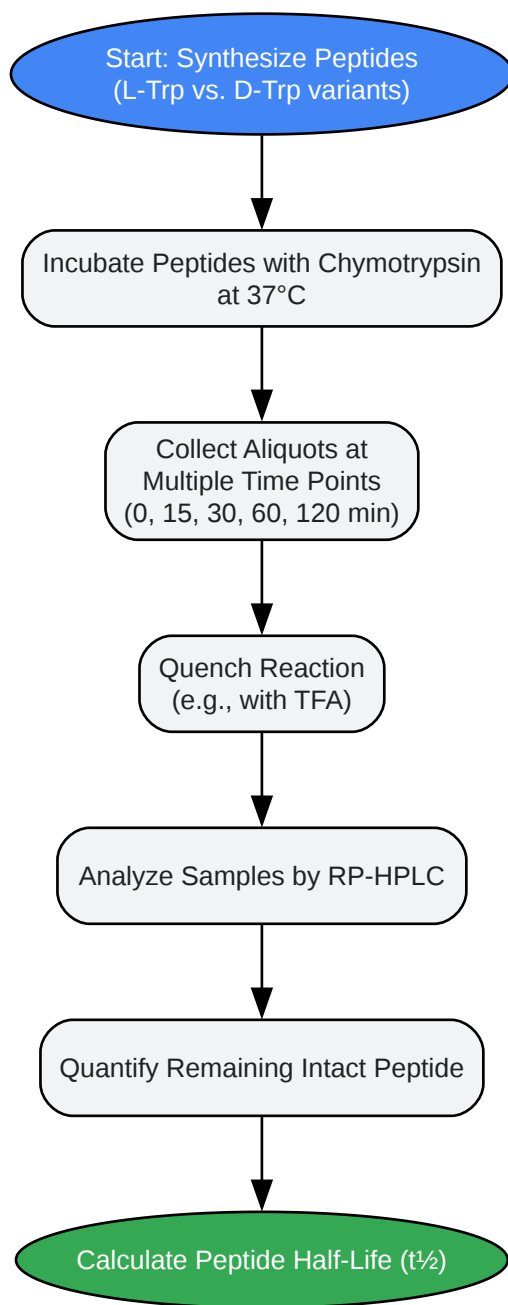 Start: Synthesize Peptides
(L-Trp vs. D-Trp variants)
Incubate Peptides with Chymotrypsin
at 37°C
Collect Aliquots at
Multiple Time Points
(0, 15, 30, 60, 120 min)
Quench Reaction
(e.g., with TFA)
Analyze Samples by RP-HPLC
Quantify Remaining Intact Peptide
Calculate Peptide Half-Life (t½)